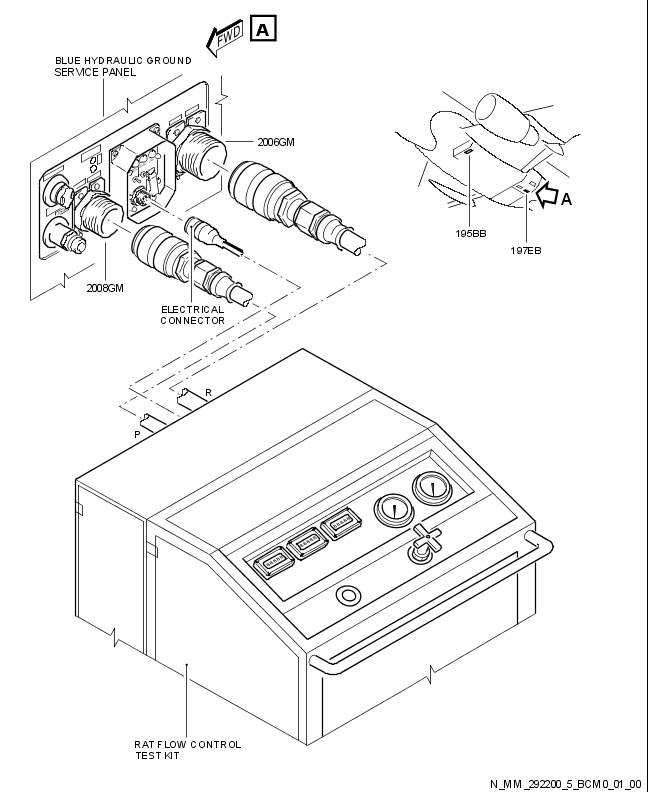 FWD
A
BLUE HYDRAULIC GROUND
SERVICE PANEL
2006GM
A
195BB
197EB
2008GM
ELECTRICAL
CONNECTOR
R
P
RAT FLOW CONTROL
TEST KIT
N_MM_292200_5_BCM0_01_00